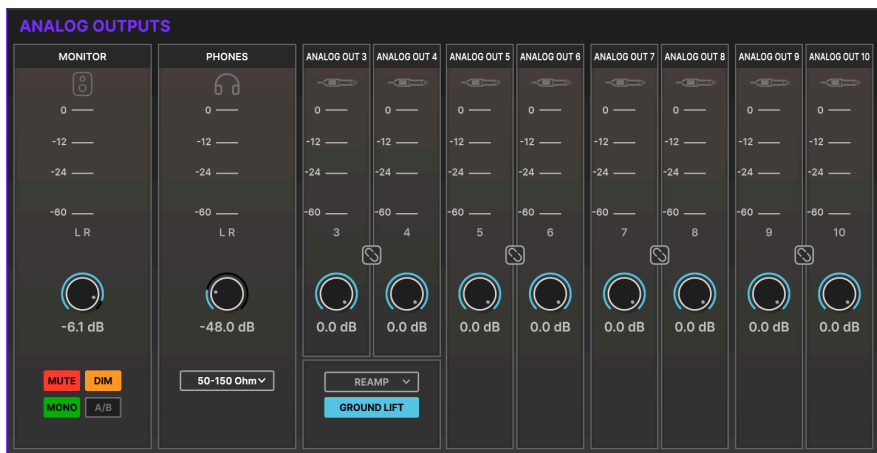 ANALOG OUTPUTS
MONITOR
0
-12
-24
-60
L R
-6.1 dB
MUTE DIM
MONO A/B
PHONES
0
-12
-24
-60
L R
-48.0 dB
50-150 Ohm
ANALOG OUT 3
0
-12
-24
-60
3
0.0 dB
ANALOG OUT 4
0
-12
-24
-60
4
0.0 dB
REAMP
GROUND LIFT
ANALOG OUT 5
0
-12
-24
-60
5
0.0 dB
ANALOG OUT 6
0
-12
-24
-60
6
0.0 dB
ANALOG OUT 7
0
-12
-24
-60
7
0.0 dB
ANALOG OUT 8
0
-12
-24
-60
8
0.0 dB
ANALOG OUT 9
0
-12
-24
-60
9
0.0 dB
ANALOG OUT 10
0
-12
-24
-60
10
0.0 dB